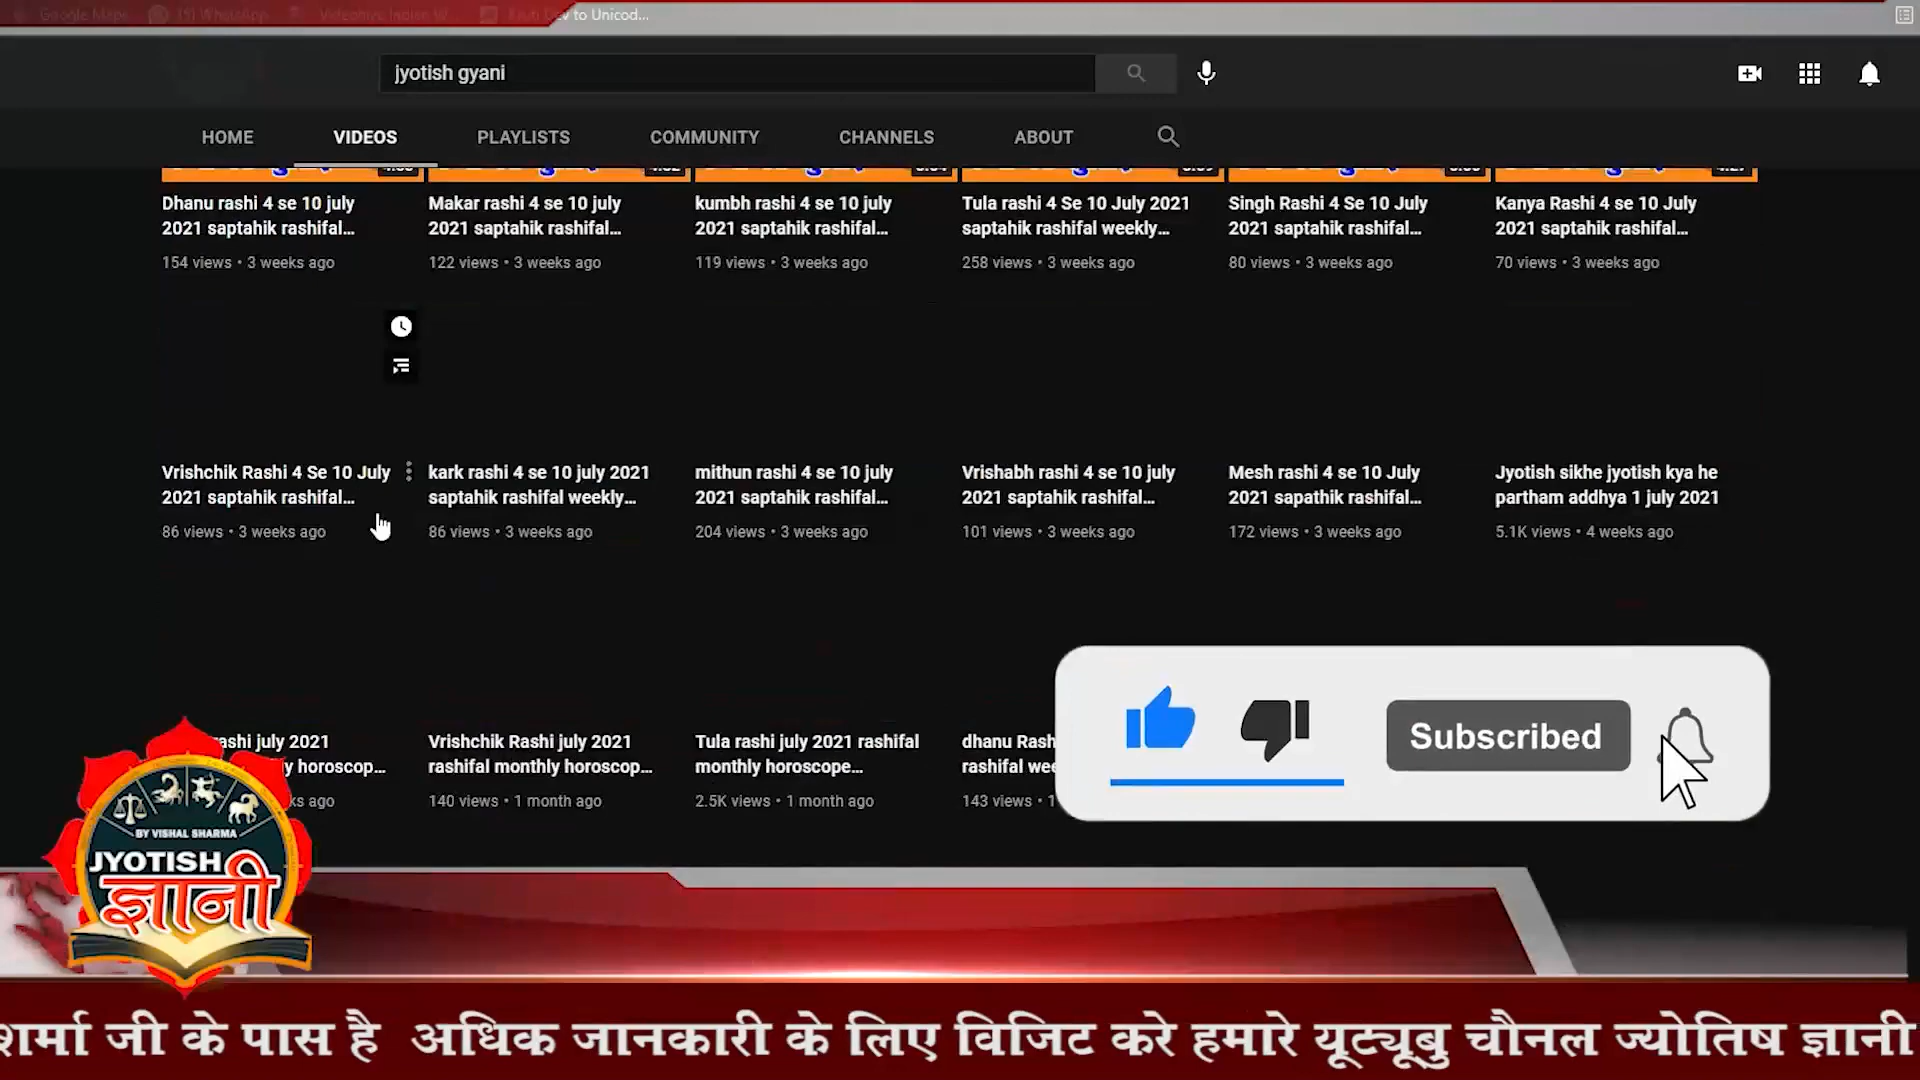 Google Maps
WhatsApp
to Unicod...
jyotish gyani
HOME
VIDEOS
PLAYLISTS
COMMUNITY
CHANNELS
ABOUT
Dhanu rashi 4 se 10 july
2021 saptahik rashifal...
154 views • 3 weeks ago
Makar rashi 4 se 10 july
2021 saptahik rashifal...
122 views • 3 weeks ago
kumbh rashi 4 se 10 july
2021 saptahik rashifal...
119 views • 3 weeks ago
Tula rashi 4 Se 10 July 2021
saptahik rashifal weekly...
258 views • 3 weeks ago
Singh Rashi 4 Se 10 July
2021 saptahik rashifal...
80 views • 3 weeks ago
Kanya Rashi 4 se 10 July
2021 saptahik rashifal...
70 views • 3 weeks ago
Vrishchik Rashi 4 Se 10 July
2021 saptahik rashifal...
86 views • 3 weeks ago
kark rashi 4 se 10 july 2021
saptahik rashifal weekly...
86 views • 3 weeks ago
mithun rashi 4 se 10 july
2021 saptahik rashifal...
204 views • 3 weeks ago
Vrishabh rashi 4 se 10 july
2021 saptahik rashifal...
101 views • 3 weeks ago
Mesh rashi 4 se 10 July
2021 sapathik rashifal...
172 views • 3 weeks ago
Jyotish sikhe jyotish kya he
partham addhya 1 july 2021
5.1K views • 4 weeks ago
rashi july 2021
horoscop...
ago
Vrishchik Rashi july 2021
rashifal monthly horoscop...
140 views • 1 month ago
Tula rashi july 2021 rashifal
monthly horoscope...
2.5K views • 1 month ago
dhanu
rashifal
143 views •
Subscribed
BY VISHAL SHARMA
JYOTISH
ज्ञानी
शर्मा जी के पास है अधिक जानकारी के लिए विजिट करे हमारे यूट्यूबु चौनल ज्योतिष ज्ञानी